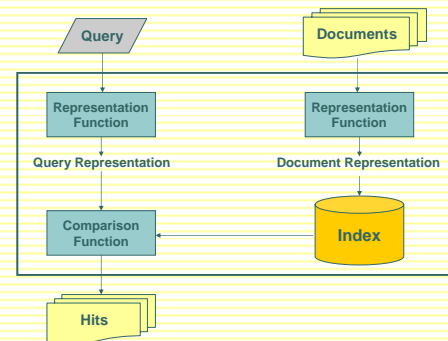 Query
Documents
Representation
Function
Representation
Function
Query Representation
Document Representation
Comparison
Function
Index
Hits